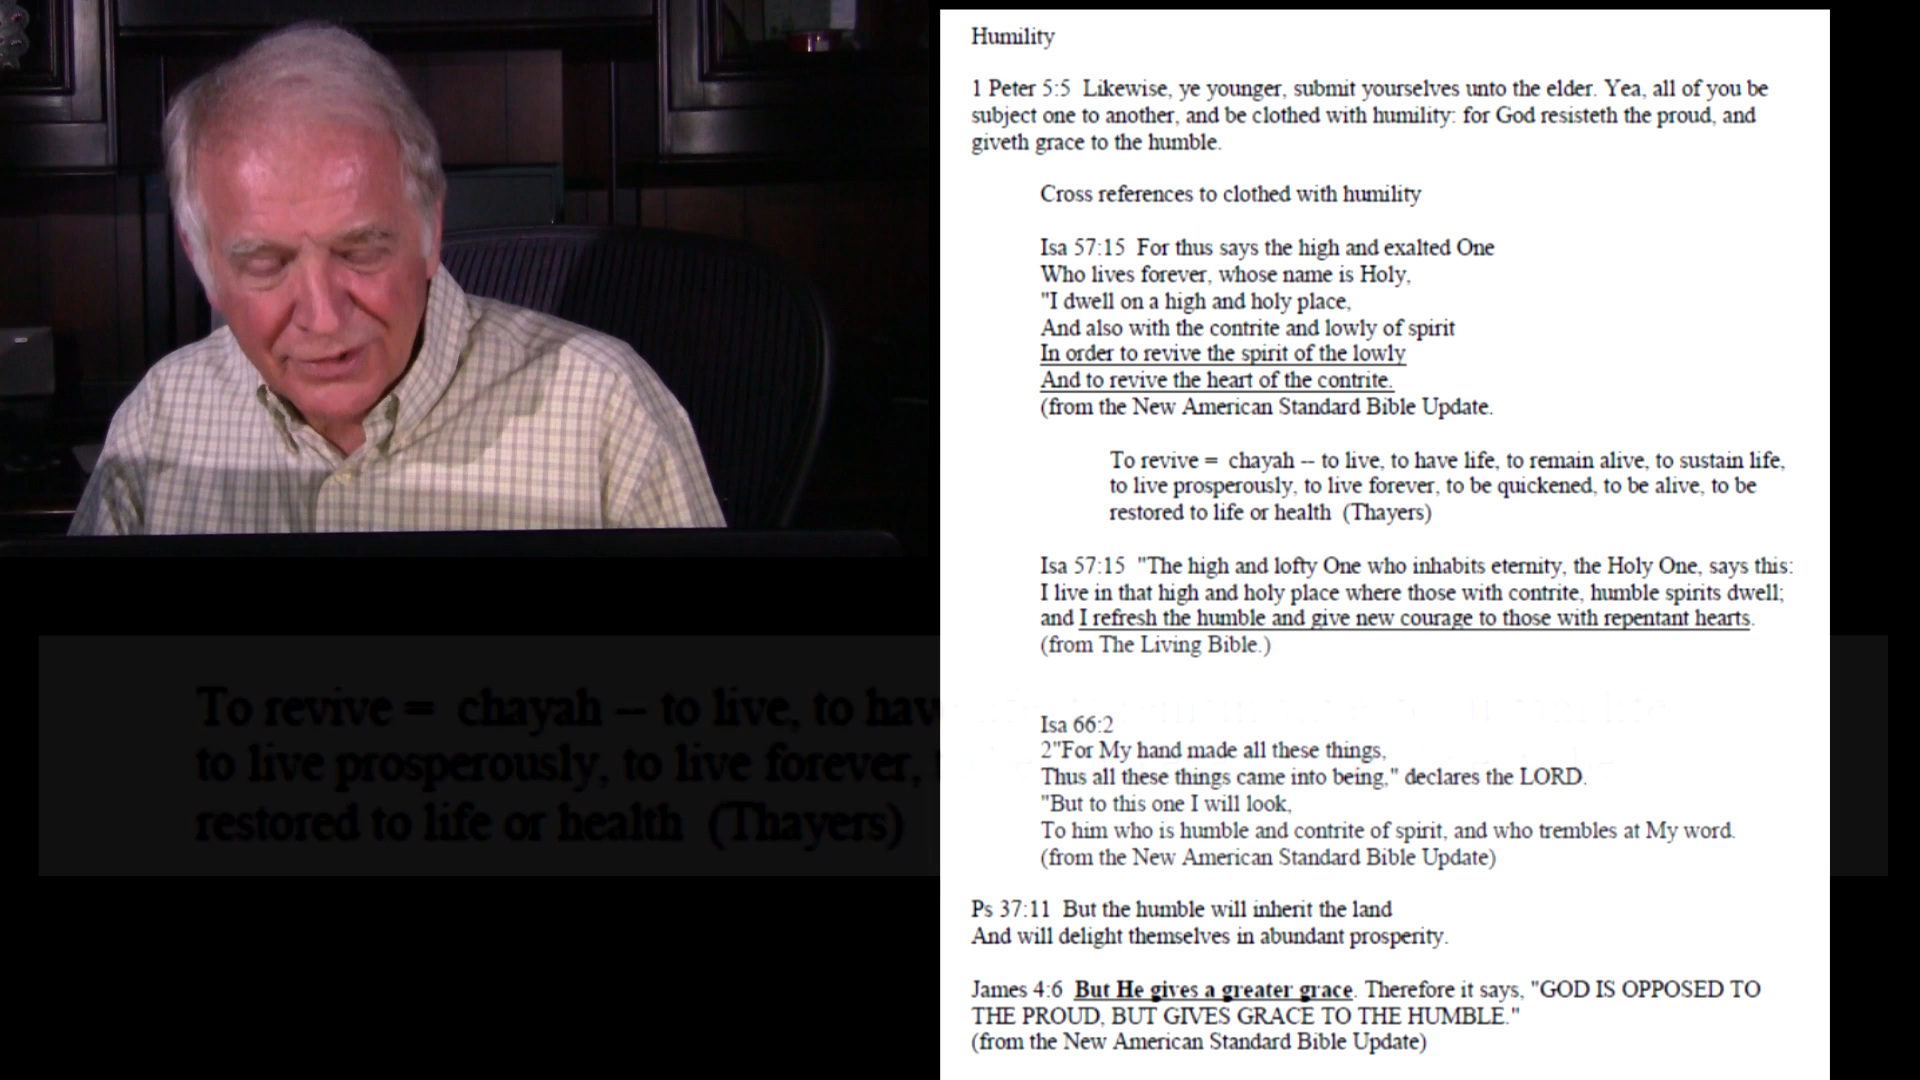 Humility
1 Peter 5:5 Likewise, ye younger, submit yourselves unto the elder. Yea, all of you be
subject one to another, and be clothed with humility: for God resisteth the proud, and
giveth grace to the humble.
Cross references to clothed with humility
Isa 57:15 For thus says the high and exalted One
Who lives forever, whose name is Holy,
"I dwell on a high and holy place,
And also with the contrite and lowly of spirit
In order to revive the spirit of the lowly
And to revive the heart of the contrite.
(from the New American Standard Bible Update.
To revive = chayah -- to live, to have life, to remain alive, to sustain life,
to live prosperously, to live forever, to be quickened, to be alive, to be
restored to life or health (Thayers)
Isa 57:15 "The high and lofty One who inhabits eternity, the Holy One, says this:
I live in that high and holy place where those with contrite, humble spirits dwell;
and I refresh the humble and give new courage to those with repentant hearts.
(from The Living Bible.)
Isa 66:2
2"For My hand made all these things,
Thus all these things came into being," declares the LORD.
"But to this one I will look,
To him who is humble and contrite of spirit, and who trembles at My word.
(from the New American Standard Bible Update)
Ps 37:11 But the humble will inherit the land
And will delight themselves in abundant prosperity.
James 4:6 But He gives a greater grace. Therefore it says, "GOD IS OPPOSED TO
THE PROUD, BUT GIVES GRACE TO THE HUMBLE."
(from the New American Standard Bible Update)
To revive = chayah -- to live, to hav
to live prosperously, to live forever,
restored to life or health (Thayers)